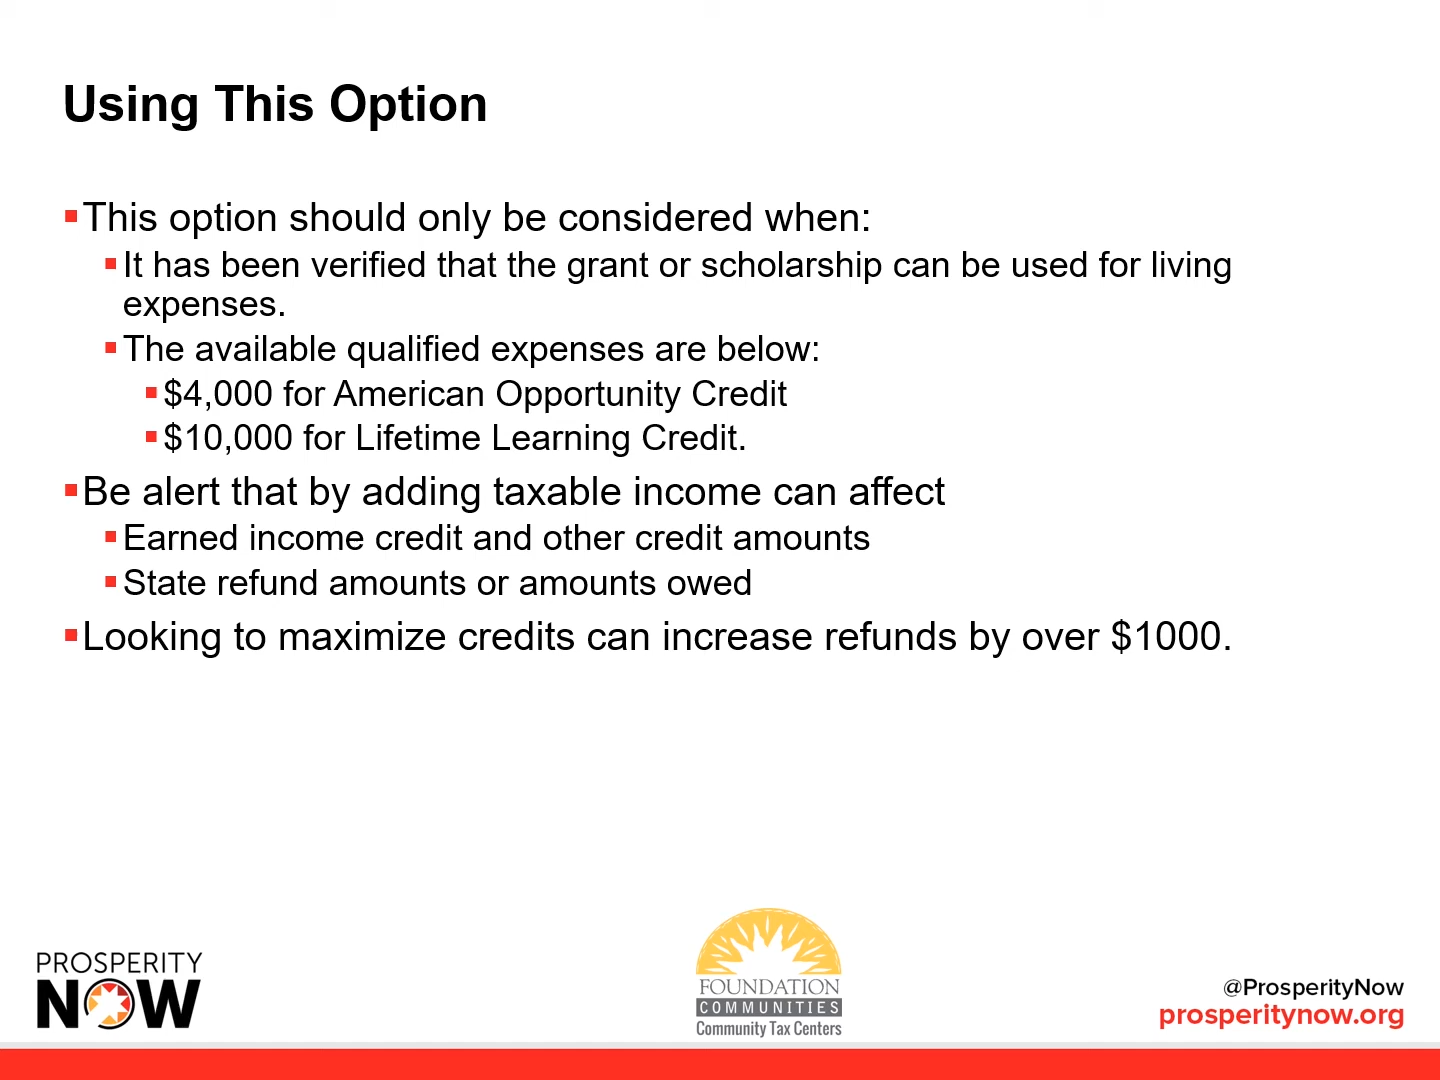 Using This Option
This option should only be considered when:
It has been verified that the grant or scholarship can be used for living
expenses.
The available qualified expenses are below:
$4,000 for American Opportunity Credit
$10,000 for Lifetime Learning Credit.
Be alert that by adding taxable income can affect
Earned income credit and other credit amounts
State refund amounts or amounts owed
Looking to maximize credits can increase refunds by over $1000.
PROSPERITY
NOW
FOUNDATION
COMMUNITIES
Community Tax Centers
@ProsperityNow
prosperitynow.org